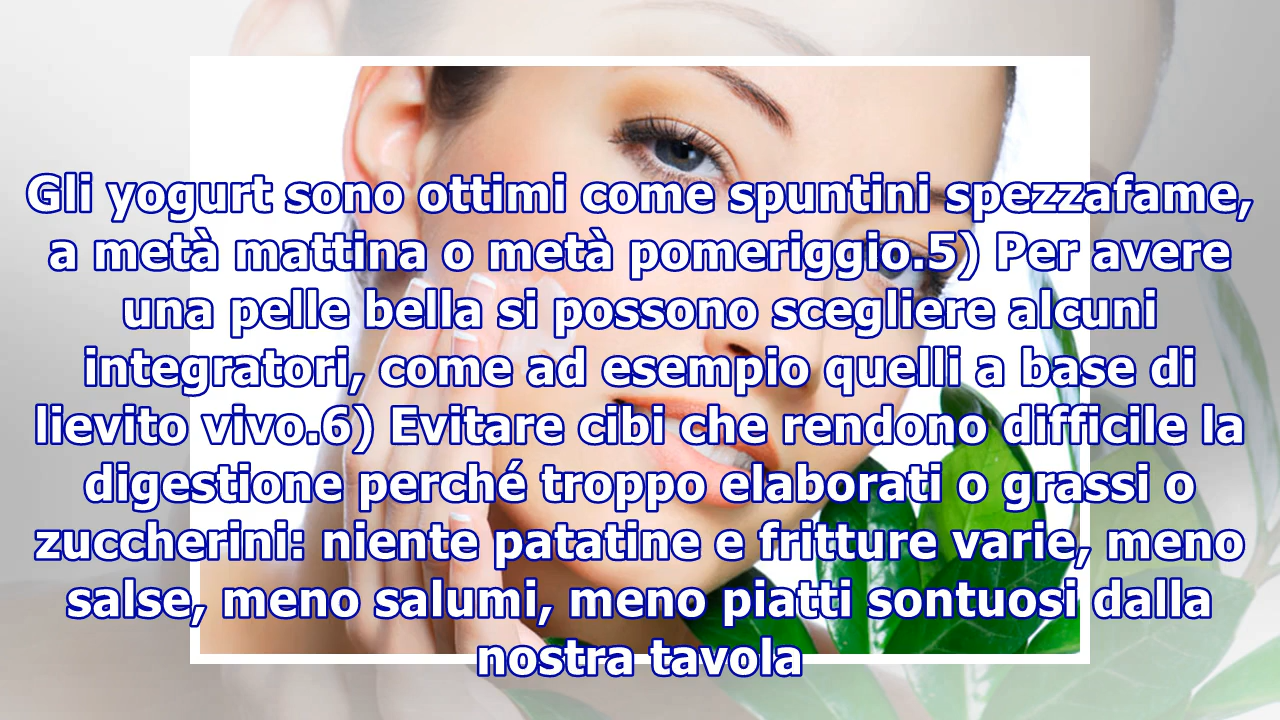 Gli yogurt sono ottimi come spuntini spezzafame,
a metà mattina o metà pomeriggio.5) Per avere
una pelle bella si possono scegliere alcuni
integratori, come ad esempio quelli a base di
lievito vivo.6) Evitare cibi che rendono difficile la
digestione perché troppo elaborati o grassi o
zuccherini: niente patatine e fritture varie, meno
salse, meno salumi, meno piatti sontuosi dalla
nostra tavola